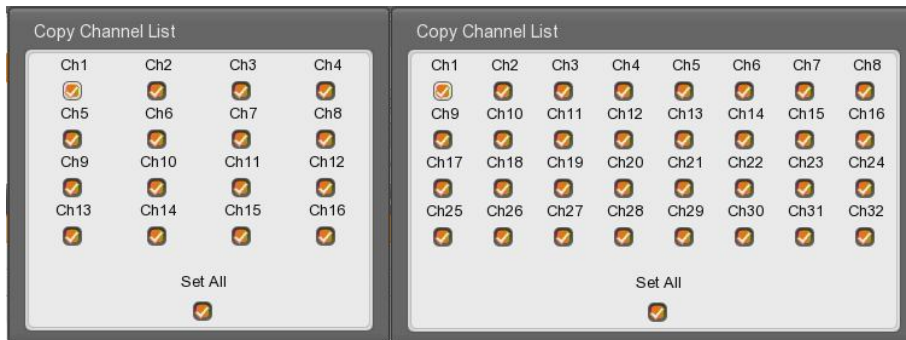 Copy Channel List
Ch1 Ch2 Ch3 Ch4
Ch5 Ch6 Ch7 Ch8
Ch9 Ch10 Ch11 Ch12
Ch13 Ch14 Ch15 Ch16
Set All
Copy Channel List
Ch1 Ch2 Ch3 Ch4 Ch5 Ch6 Ch7 Ch8
Ch9 Ch10 Ch11 Ch12 Ch13 Ch14 Ch15 Ch16
Ch17 Ch18 Ch19 Ch20 Ch21 Ch22 Ch23 Ch24
Ch25 Ch26 Ch27 Ch28 Ch29 Ch30 Ch31 Ch32
Set All